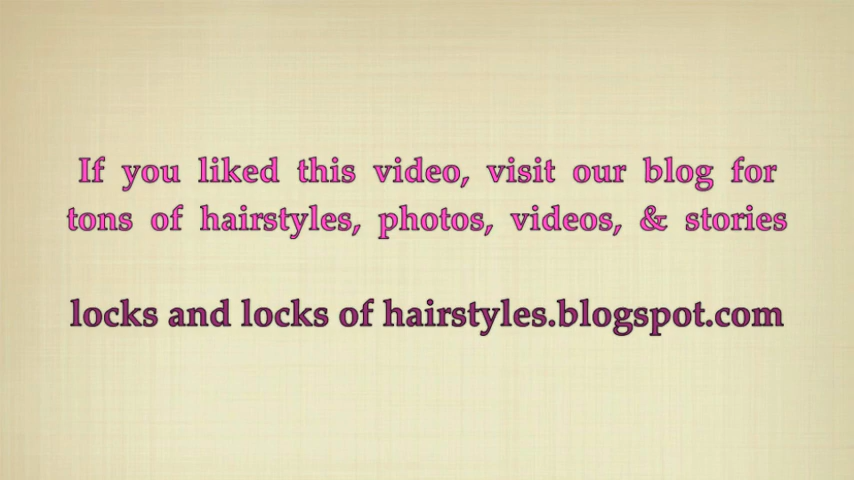 If you liked this video, visit our blog for
tons of hairstyles, photos, videos, & stories
locks and locks of hairstyles.blogspot.com